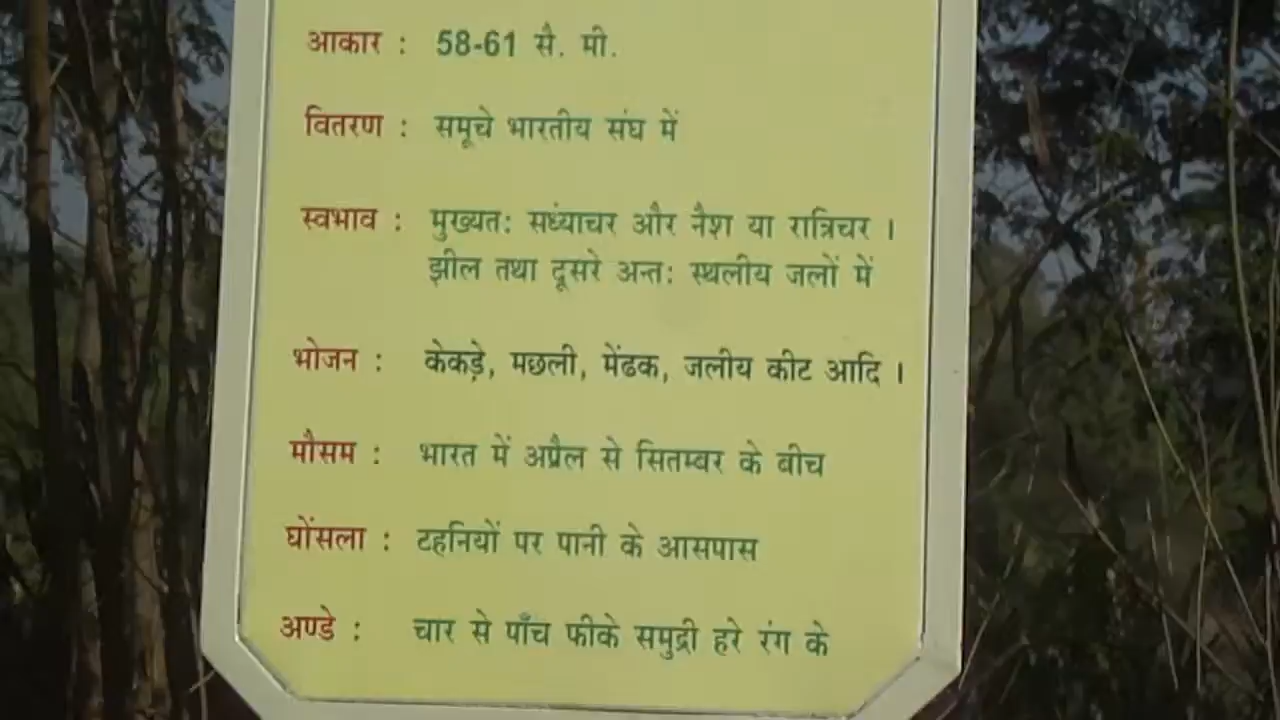 आकार : 58-61 सै. मी.
वितरण : समूचे भारतीय संघ में
स्वभाव : मुख्यतः सध्ंयाचर और नैश या रात्रिचर ।
झील तथा दूसरे अन्तः स्थलीय जलों में
भोजन : केकड़े, मछली, मेंढक, जलीय कीट आदि ।
मौसम : भारत में अप्रैल से सितम्बर के बीच
घोंसला : टहनियों पर पानी के आसपास
अण्डे : चार से पाँच फीके समुद्री हरे रंग के